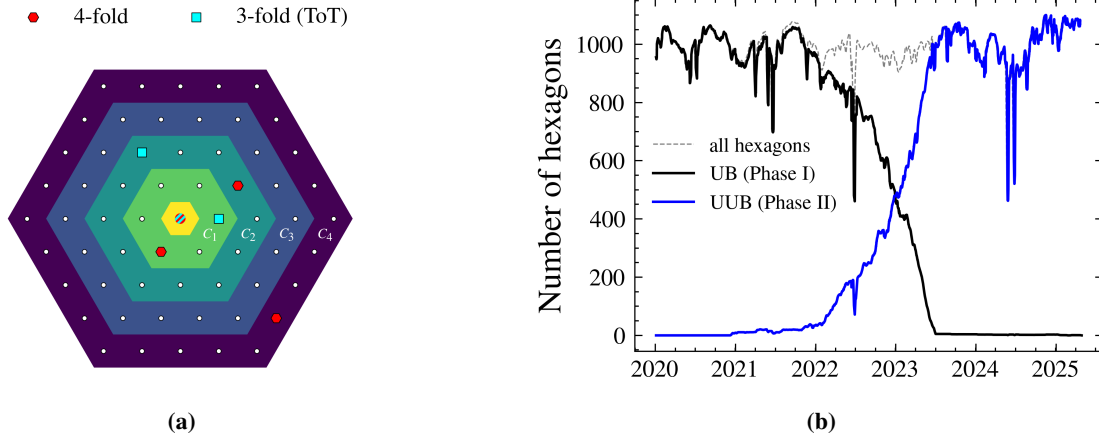 4-fold
3-fold (ToT)
C1 C2 C3 C4
(a)
Number of hexagons
1000
800
600
400
200
0
all hexagons
UB (Phase I)
UUB (Phase II)
2020 2021 2022 2023 2024 2025
(b)